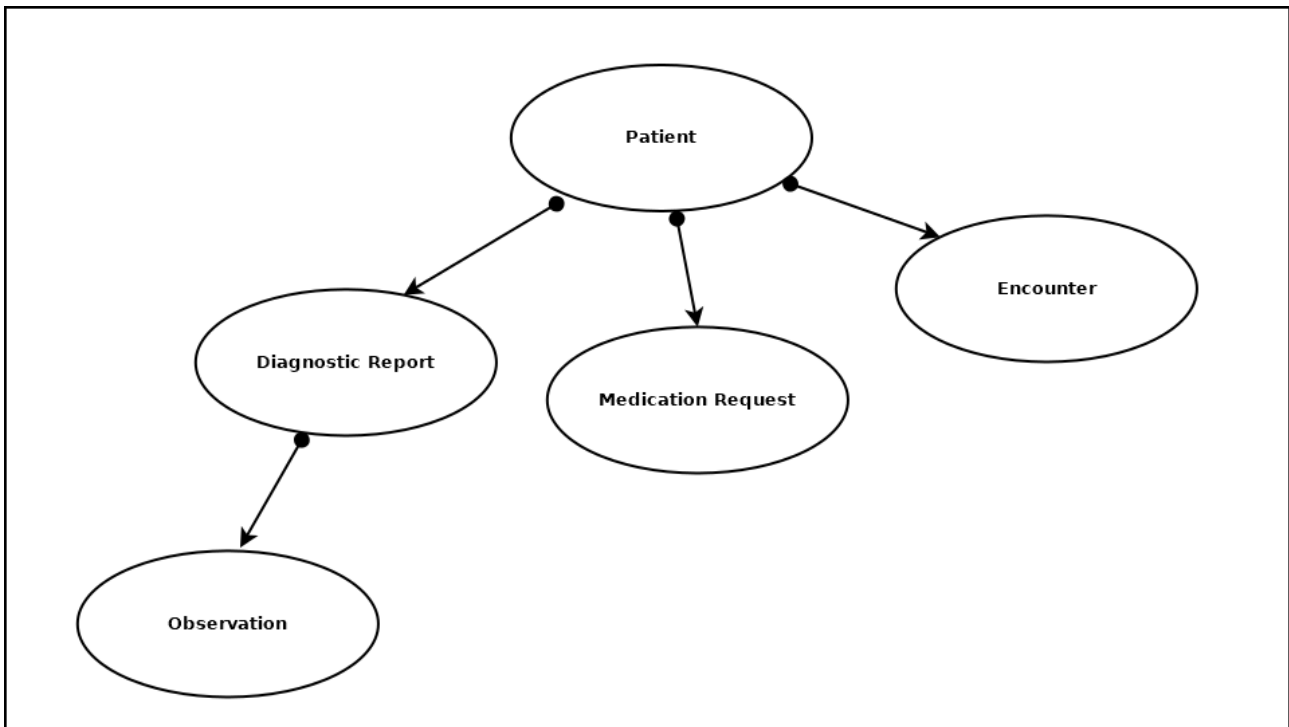 Patient
Encounter
Diagnostic Report
Medication Request
Observation